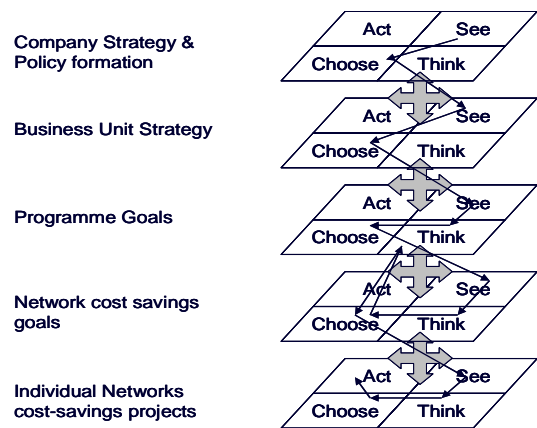 Act See
Company Strategy &
Policy formation
Choose Think
Act See
Business Unit Strategy
Choose Think
Act See
Programme Goals
Choose Think
Act See
Network cost savings
goals
Choose Think
Act See
Individual Networks
cost-savings projects
Choose Think